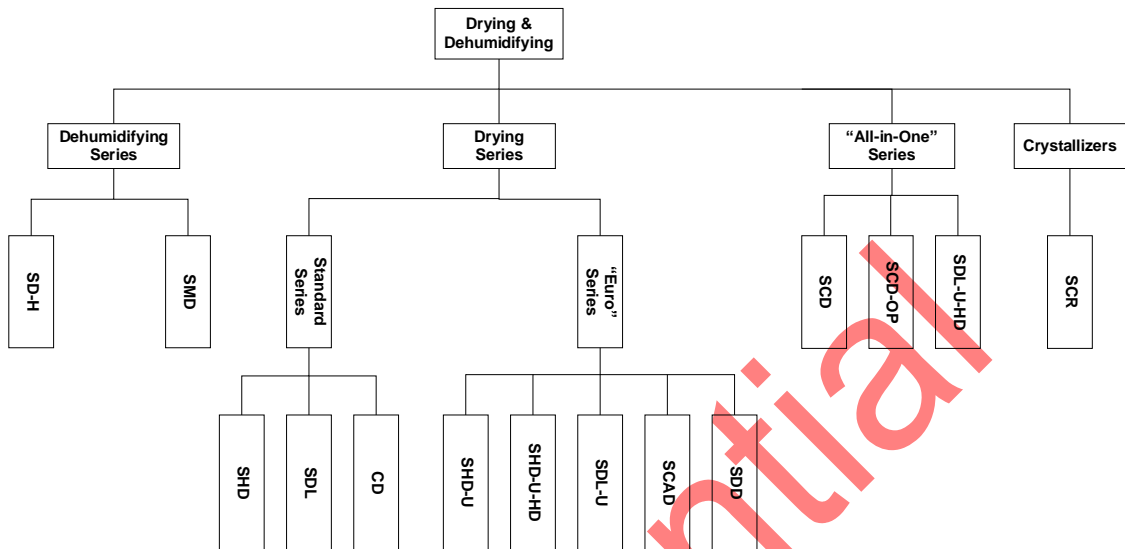 Drying &
Dehumidifying
Dehumidifying
Series
Drying
Series
“All-in-One”
Series
Crystallizers
SD-H
SMD
Standard
Series
“Euro”
Series
SCD
SCD-OP
SDL-U-HD
SCR
SHD
SDL
CD
SHD-U
SHD-U-HD
SDL-U
SCAD
SDD
ntial